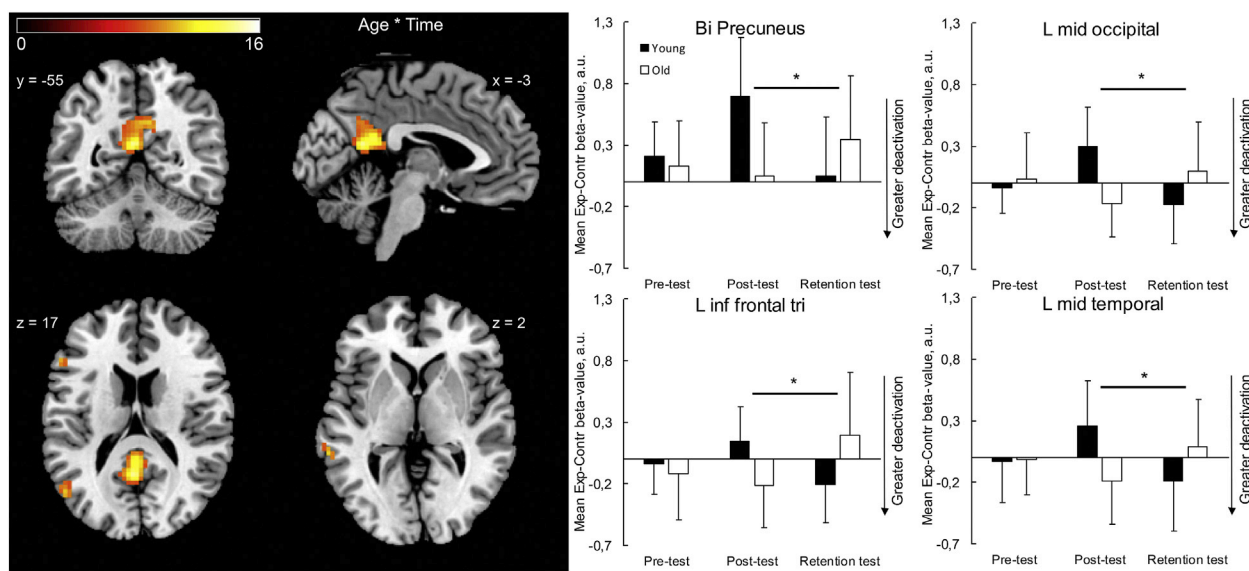 Age * Time
0 16
y = -55 x = -3
z = 17 z = 2
Bi Precuneus
Mean Exp-Contr beta-value, a.u.
1,3
0,8
0,3
-0,2
-0,7
Young
Old
*
Greater deactivation
Pre-test Post-test Retention test
L mid occipital
Mean Exp-Contr beta-value, a.u.
1,3
0,8
0,3
-0,2
-0,7
*
Greater deactivation
Pre-test Post-test Retention test
L inf frontal tri
Mean Exp-Contr beta-value, a.u.
1,3
0,8
0,3
-0,2
-0,7
*
Greater deactivation
Pre-test Post-test Retention test
L mid temporal
Mean Exp-Contr beta-value, a.u.
1,3
0,8
0,3
-0,2
-0,7
*
Greater deactivation
Pre-test Post-test Retention test